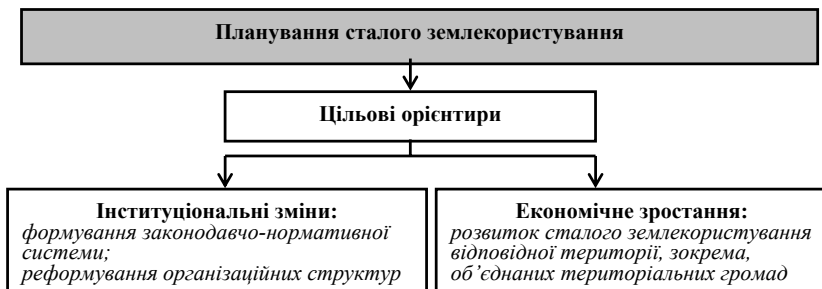 Планування сталого землекористування
Цільові орієнтири
Інституціональні зміни:
формування законодавчо-нормативної
системи;
реформування організаційних структур
Економічне зростання:
розвиток сталого землекористування
відповідної території, зокрема,
об’єднаних територіальних громад